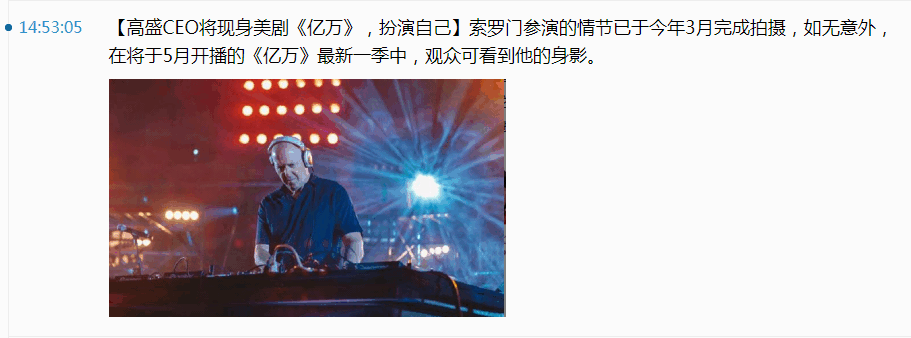 14:53:05
【高盛CEO将现身美剧《亿万》，扮演自己】索罗门参演的情节已于今年3月完成拍摄，如无意外，
在将于5月开播的《亿万》最新一季中，观众可看到他的身影。